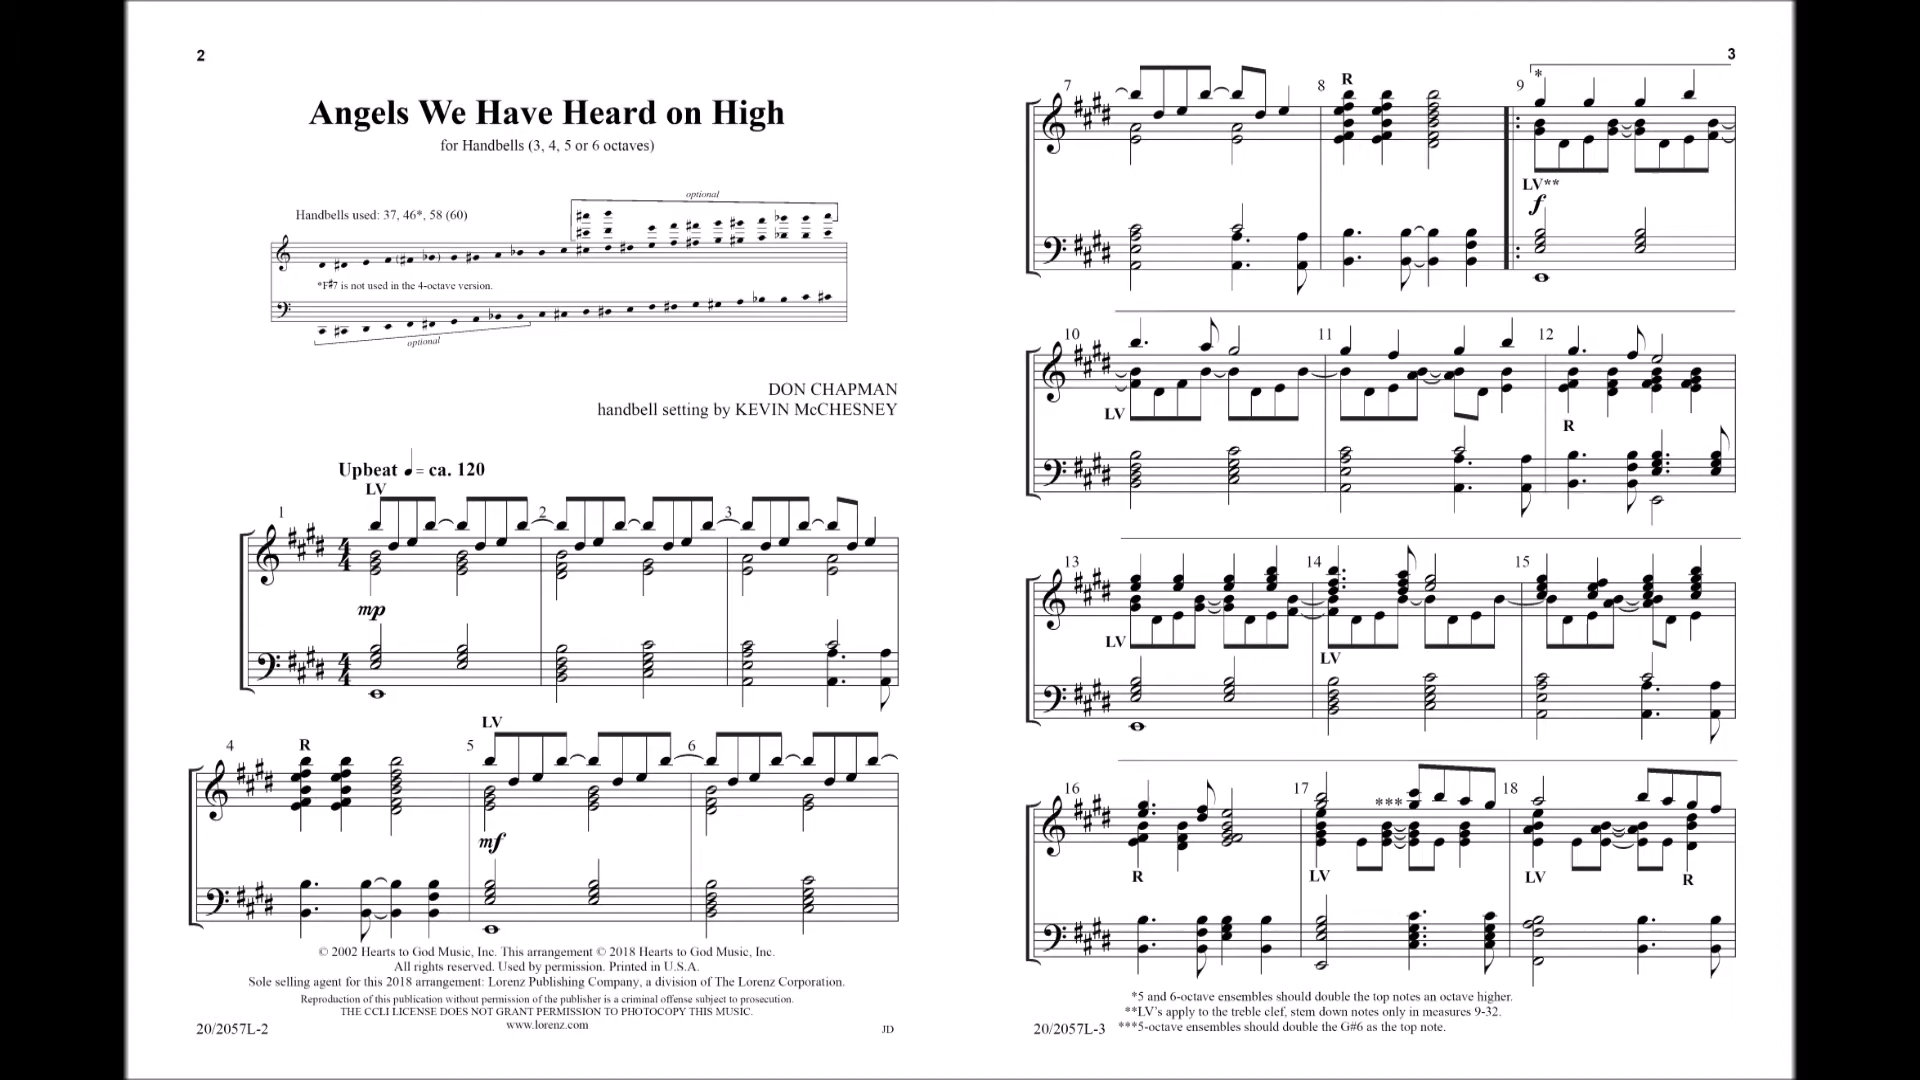 2
Angels We Have Heard on High
for Handbells (3, 4, 5 or 6 octaves)
optional
Handbells used: 37, 46*, 58 (60)
*F#7 is not used in the 4-octave version.
optional
DON CHAPMAN
handbell setting by KEVIN McCHESNEY
Upbeat ♩ = ca. 120
LV
1 2 3
mp
LV
4 R 5 6
mf
© 2002 Hearts to God Music, Inc. This arrangement © 2018 Hearts to God Music, Inc.
All rights reserved. Used by permission. Printed in U.S.A.
Sole selling agent for this 2018 arrangement: Lorenz Publishing Company, a division of The Lorenz Corporation.
Reproduction of this publication without permission of the publisher is a criminal offense subject to prosecution.
THE CCLI LICENSE DOES NOT GRANT PERMISSION TO PHOTOCOPY THIS MUSIC.
www.lorenz.com
20/2057L-2
JD
3
7 8 R 9 *
LV**
f
10 11 12
LV
R
13 14 15
LV
LV
16 17 *** 18
R LV LV R
*5 and 6-octave ensembles should double the top notes an octave higher.
**LV's apply to the treble clef, stem down notes only in measures 9-32.
***5-octave ensembles should double the G#6 as the top note.
20/2057L-3